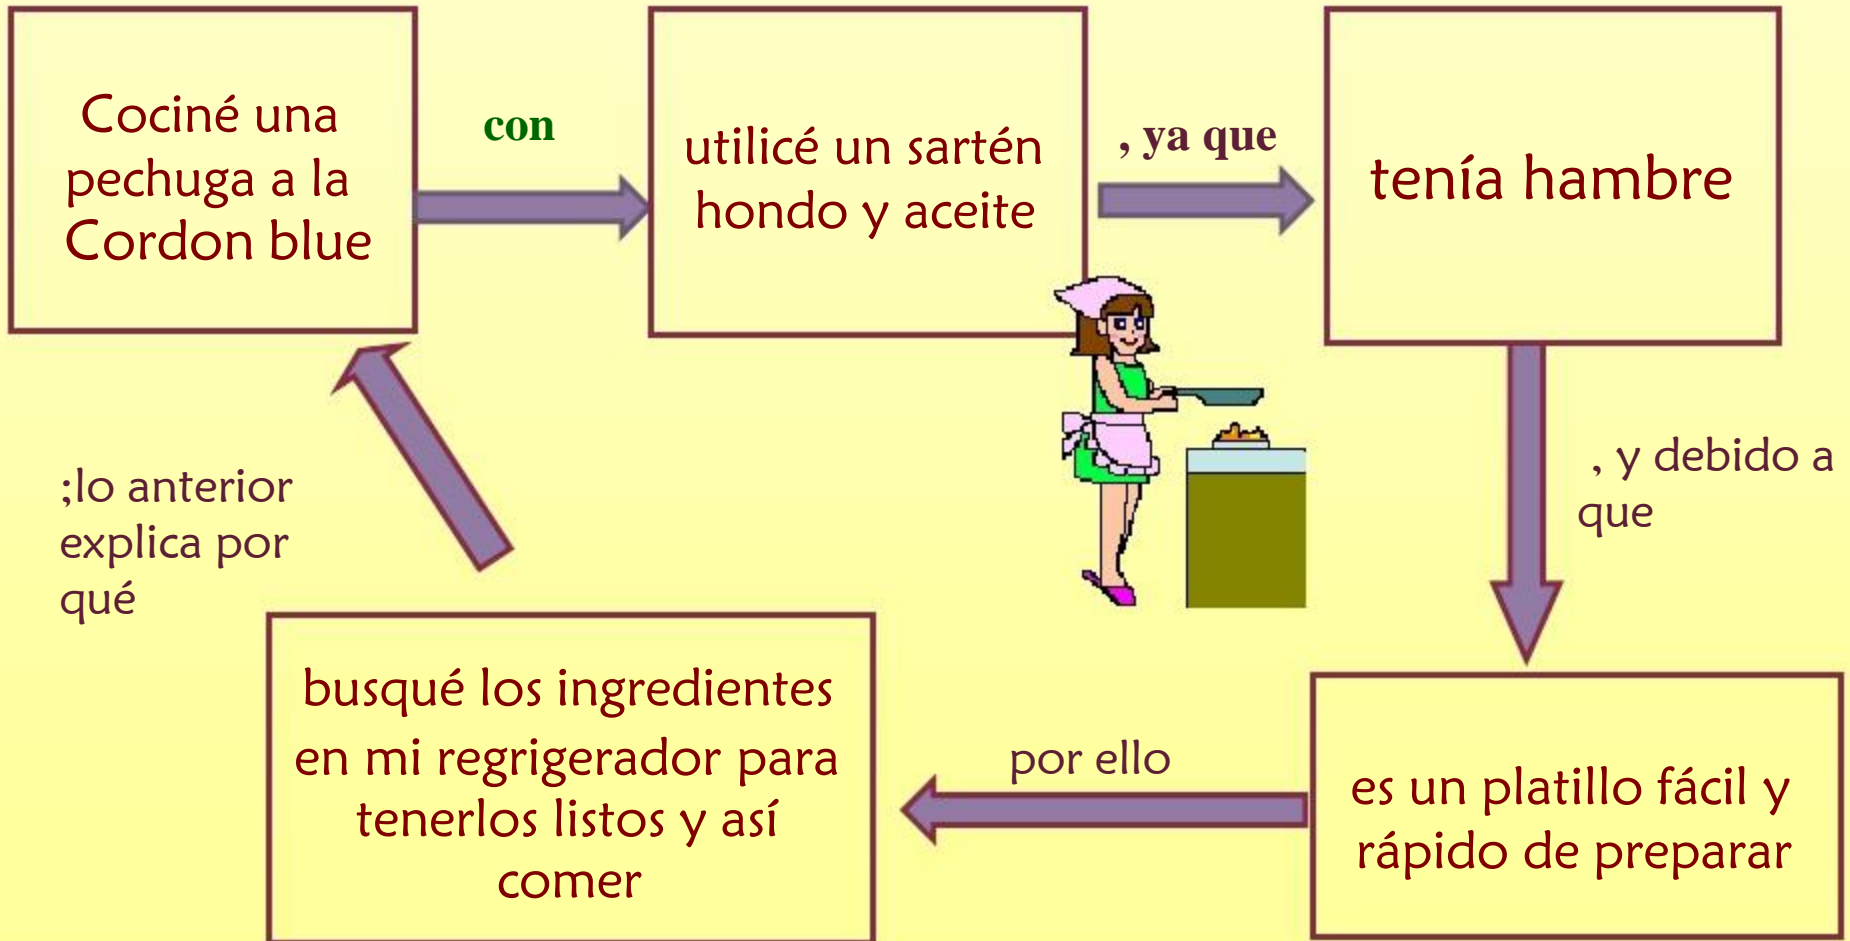 Cociné una
pechuga a la
Cordon blue
con
utilicé un sartén
hondo y aceite
, ya que
tenía hambre
, y debido a
que
es un platillo fácil y
rápido de preparar
por ello
busqué los ingredientes
en mi regrigerador para
tenerlos listos y así
comer
;lo anterior
explica por
qué